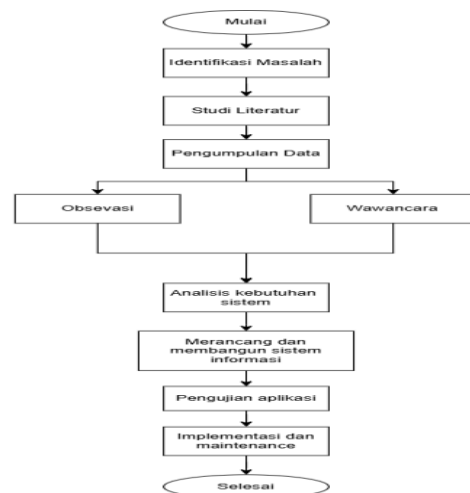 Mulai
Identifikasi Masalah
Studi Literatur
Pengumpulan Data
Obsevasi
Wawancara
Analisis kebutuhan
sistem
Merancang dan
membangun sistem
informasi
Pengujian aplikasi
Implementasi dan
maintenance
Selesai